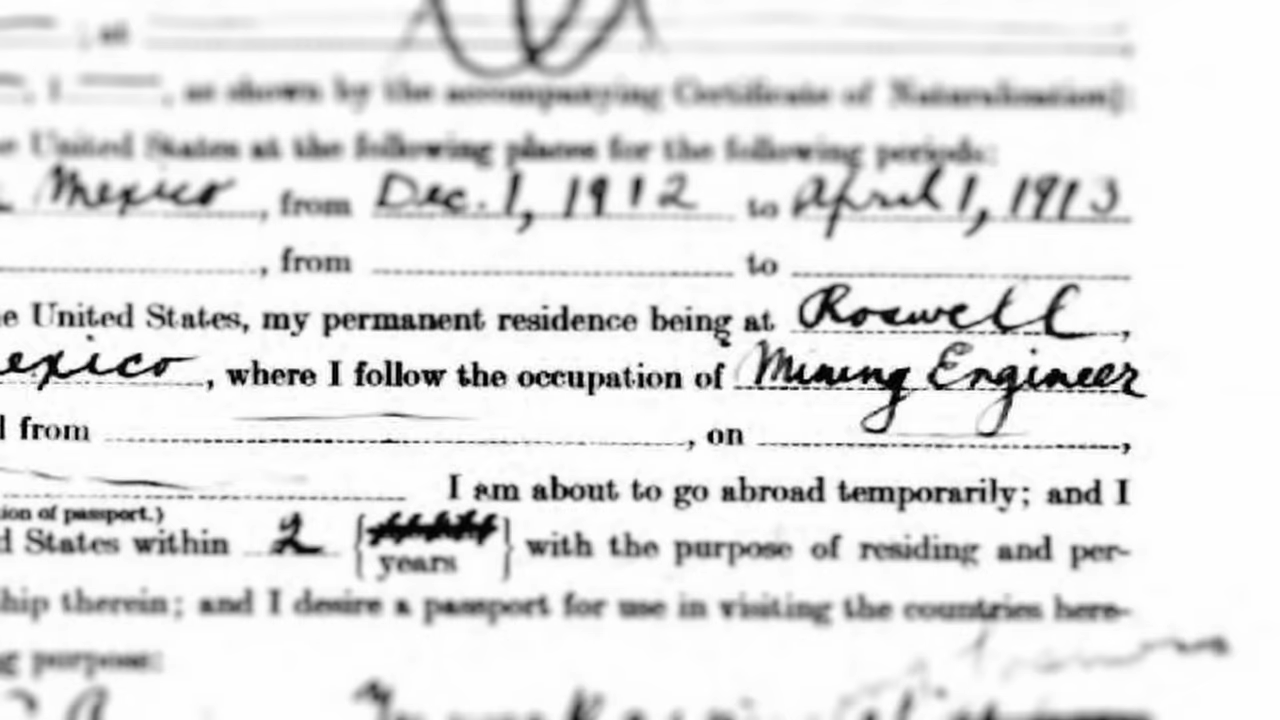 , at
, 1 , as shown by the accompanying Certificate of Naturalization];
e United States at the following places for the following periods:
Mexico , from Dec. 1, 1912 to April 1, 1913
, from to
e United States, my permanent residence being at Roswell ,
exico , where I follow the occupation of Mining Engineer
l from , on ,
I am about to go abroad temporarily; and I
ion of passport.)
d States within 2 { years } with the purpose of residing and per-
hip therein; and I desire a passport for use in visiting the countries here-
g purpose: